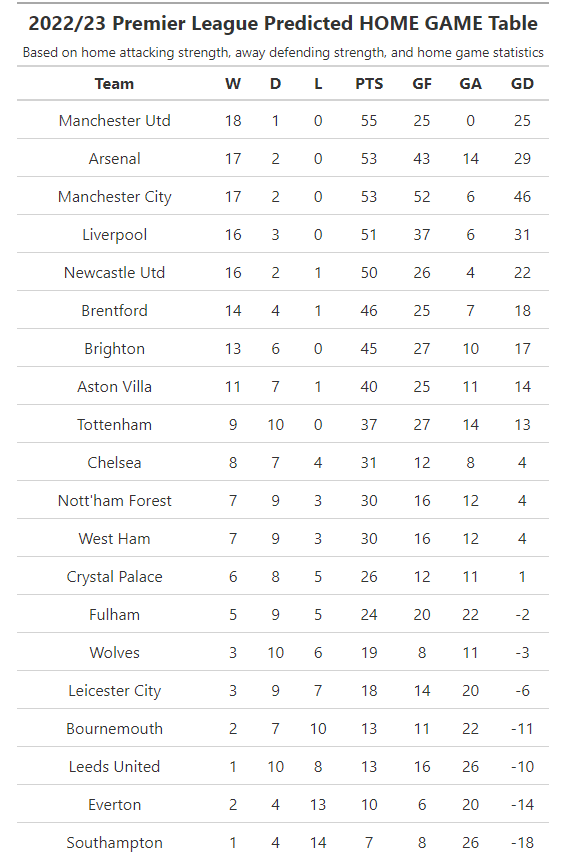 2022/23 Premier League Predicted HOME GAME Table
Based on home attacking strength, away defending strength, and home game statistics
Team W D L PTS GF GA GD
Manchester Utd 18 1 0 55 25 0 25
Arsenal 17 2 0 53 43 14 29
Manchester City 17 2 0 53 52 6 46
Liverpool 16 3 0 51 37 6 31
Newcastle Utd 16 2 1 50 26 4 22
Brentford 14 4 1 46 25 7 18
Brighton 13 6 0 45 27 10 17
Aston Villa 11 7 1 40 25 11 14
Tottenham 9 10 0 37 27 14 13
Chelsea 8 7 4 31 12 8 4
Nott'ham Forest 7 9 3 30 16 12 4
West Ham 7 9 3 30 16 12 4
Crystal Palace 6 8 5 26 12 11 1
Fulham 5 9 5 24 20 22 -2
Wolves 3 10 6 19 8 11 -3
Leicester City 3 9 7 18 14 20 -6
Bournemouth 2 7 10 13 11 22 -11
Leeds United 1 10 8 13 16 26 -10
Everton 2 4 13 10 6 20 -14
Southampton 1 4 14 7 8 26 -18